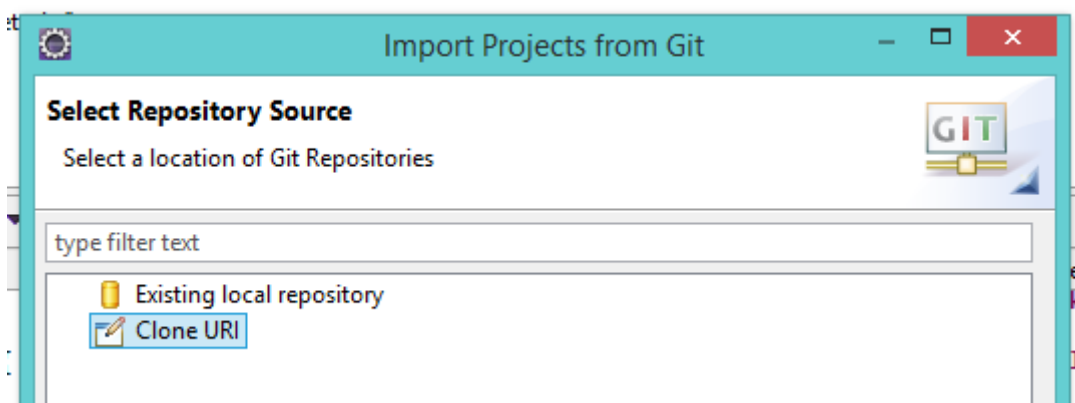 Import Projects from Git
Select Repository Source
Select a location of Git Repositories
GIT
type filter text
Existing local repository
Clone URI